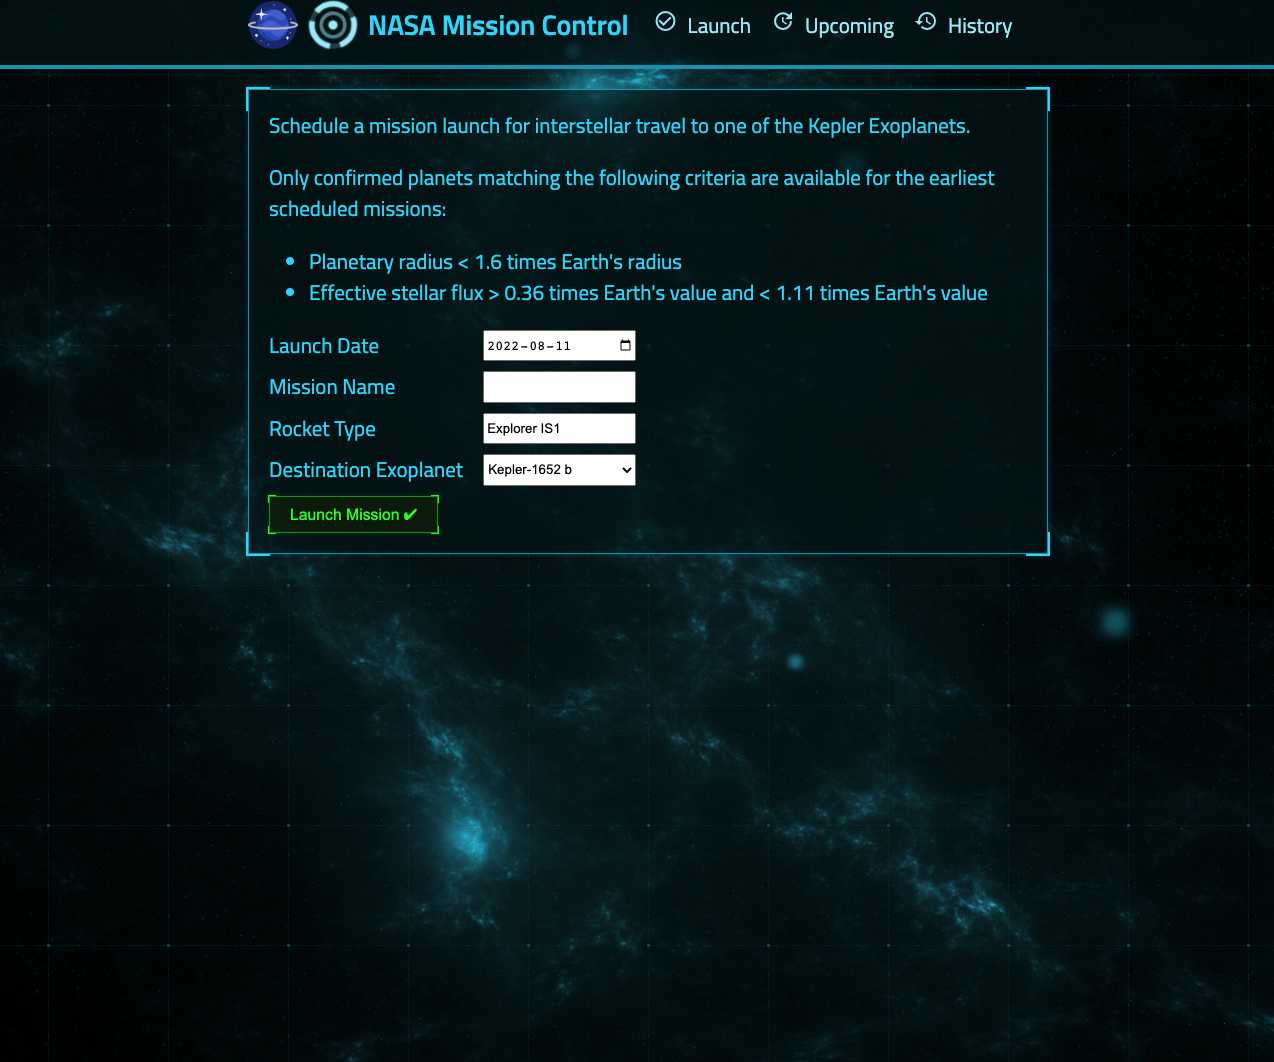 NASA Mission Control Launch Upcoming History
Schedule a mission launch for interstellar travel to one of the Kepler Exoplanets.
Only confirmed planets matching the following criteria are available for the earliest
scheduled missions:
• Planetary radius < 1.6 times Earth's radius
• Effective stellar flux > 0.36 times Earth's value and < 1.11 times Earth's value
Launch Date 2022-08-11
Mission Name
Rocket Type Explorer IS1
Destination Exoplanet Kepler-1652 b
Launch Mission ✔